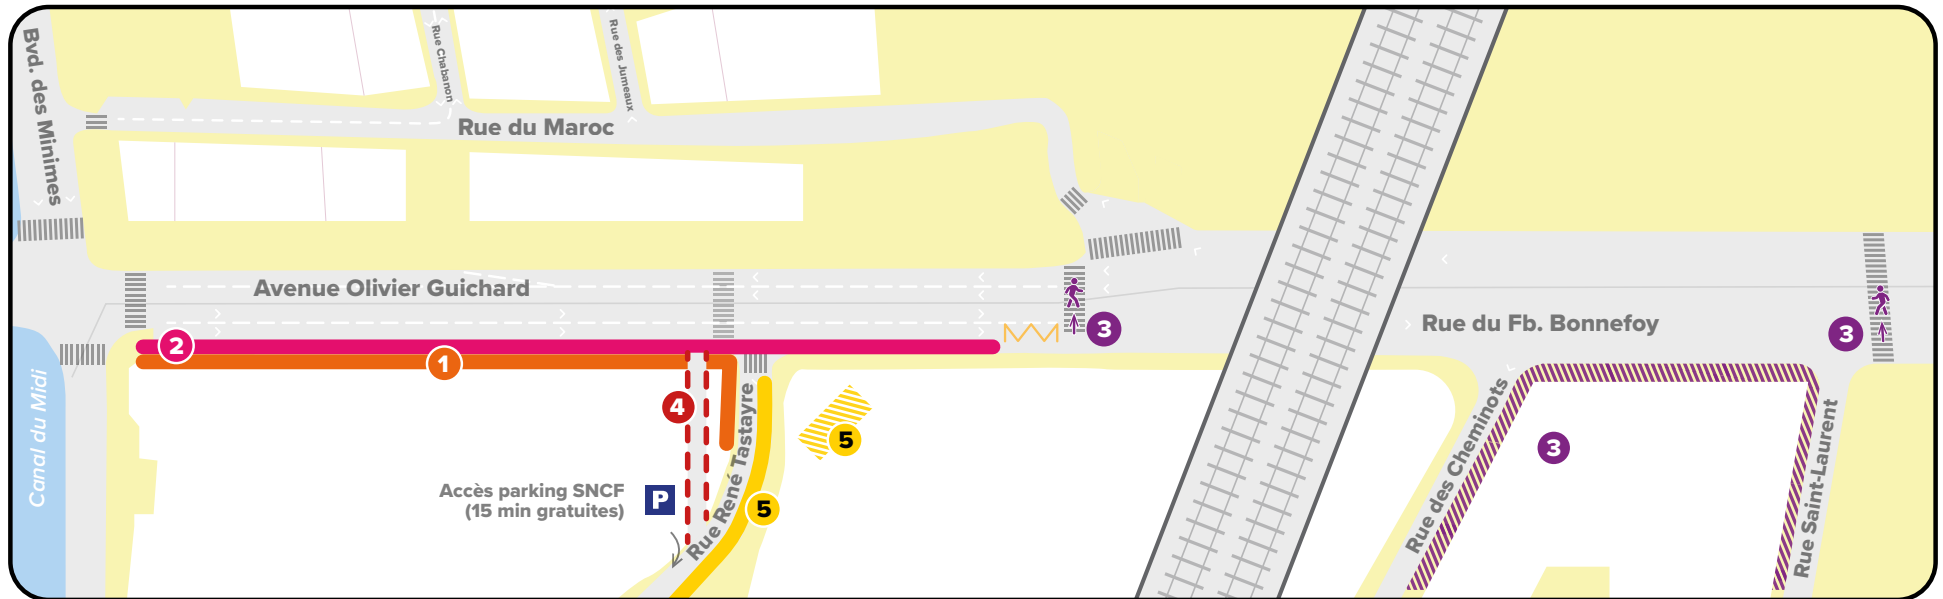 Bvd. des Minimes
Rue Chabanon
Rue des Jumeaux
Rue du Maroc
Avenue Olivier Guichard
2
1
3
Rue du Fb. Bonnefoy
3
Canal du Midi
4
Rue René Tastayre
5
5
Accès parking SNCF
(15 min gratuites)
P
Rue des Cheminots
3
Rue Saint-Laurent